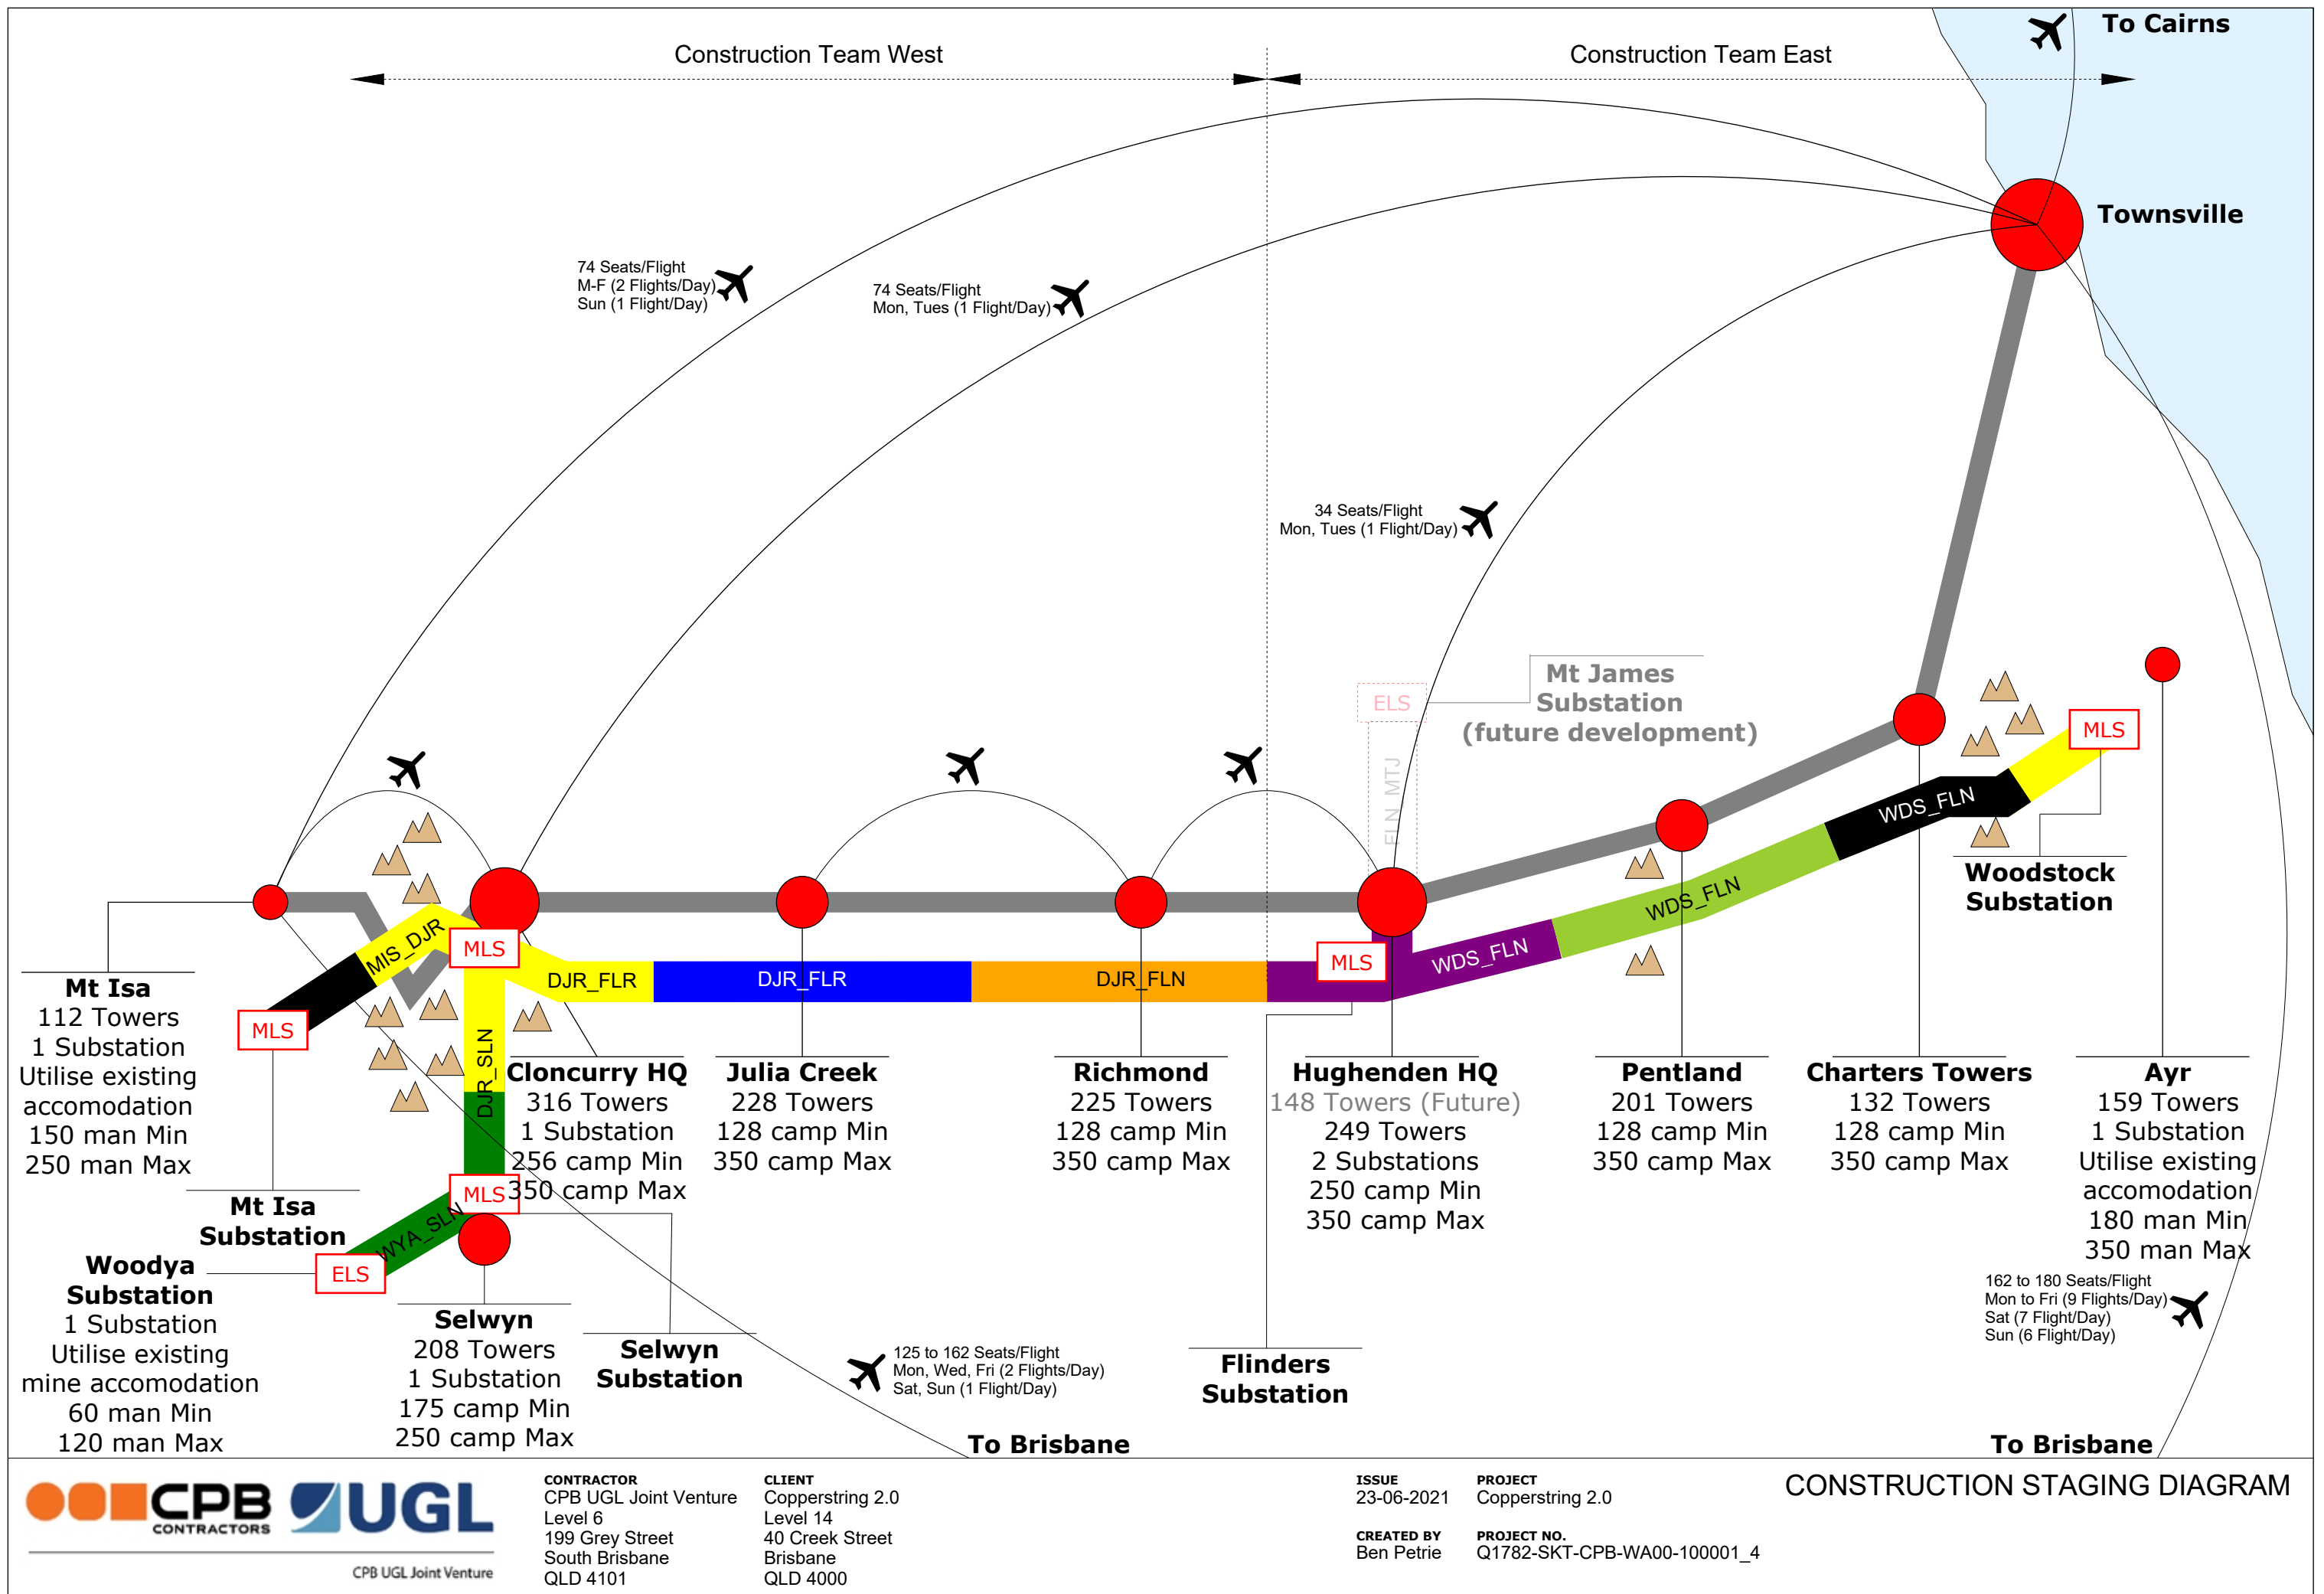 To Cairns
Construction Team West
Construction Team East
Townsville
74 Seats/Flight
M-F (2 Flights/Day)
Sun (1 Flight/Day)
74 Seats/Flight
Mon, Tues (1 Flight/Day)
34 Seats/Flight
Mon, Tues (1 Flight/Day)
Mt James
Substation
(future development)
ELS
FLN MTJ
MLS
WDS_FLN
WDS_FLN
WDS_FLN
Woodstock
Substation
MIS_DJR
MLS
DJR_FLR
DJR_FLR
DJR_FLN
MLS
MLS
DJR_SLN
Mt Isa
112 Towers
1 Substation
Utilise existing
accomodation
150 man Min
250 man Max
Cloncurry HQ
316 Towers
1 Substation
256 camp Min
350 camp Max
Julia Creek
228 Towers
128 camp Min
350 camp Max
Richmond
225 Towers
128 camp Min
350 camp Max
Hughenden HQ
148 Towers (Future)
249 Towers
2 Substations
250 camp Min
350 camp Max
Pentland
201 Towers
128 camp Min
350 camp Max
Charters Towers
132 Towers
128 camp Min
350 camp Max
Ayr
159 Towers
1 Substation
Utilise existing
accomodation
180 man Min
350 man Max
Mt Isa
Substation
MLS
WYA_SLN
ELS
Woodya
Substation
1 Substation
Utilise existing
mine accomodation
60 man Min
120 man Max
Selwyn
208 Towers
1 Substation
175 camp Min
250 camp Max
Selwyn
Substation
125 to 162 Seats/Flight
Mon, Wed, Fri (2 Flights/Day)
Sat, Sun (1 Flight/Day)
Flinders
Substation
162 to 180 Seats/Flight
Mon to Fri (9 Flights/Day)
Sat (7 Flight/Day)
Sun (6 Flight/Day)
To Brisbane
To Brisbane
CPB
CONTRACTORS
UGL
CPB UGL Joint Venture
CONTRACTOR
CPB UGL Joint Venture
Level 6
199 Grey Street
South Brisbane
QLD 4101
CLIENT
Copperstring 2.0
Level 14
40 Creek Street
Brisbane
QLD 4000
ISSUE
23-06-2021
CREATED BY
Ben Petrie
PROJECT
Copperstring 2.0
PROJECT NO.
Q1782-SKT-CPB-WA00-100001_4
CONSTRUCTION STAGING DIAGRAM